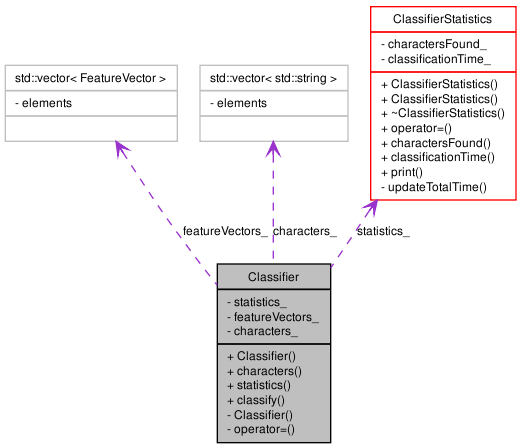 ClassifierStatistics
- charactersFound_
- classificationTime_
+ ClassifierStatistics()
+ ClassifierStatistics()
+ ~ClassifierStatistics()
+ operator=()
+ charactersFound()
+ classificationTime()
+ print()
- updateTotalTime()
std::vector< FeatureVector >
- elements
std::vector< std::string >
- elements
featureVectors_
characters_
statistics_
Classifier
- statistics_
- featureVectors_
- characters_
+ Classifier()
+ characters()
+ statistics()
+ classify()
- Classifier()
- operator=()